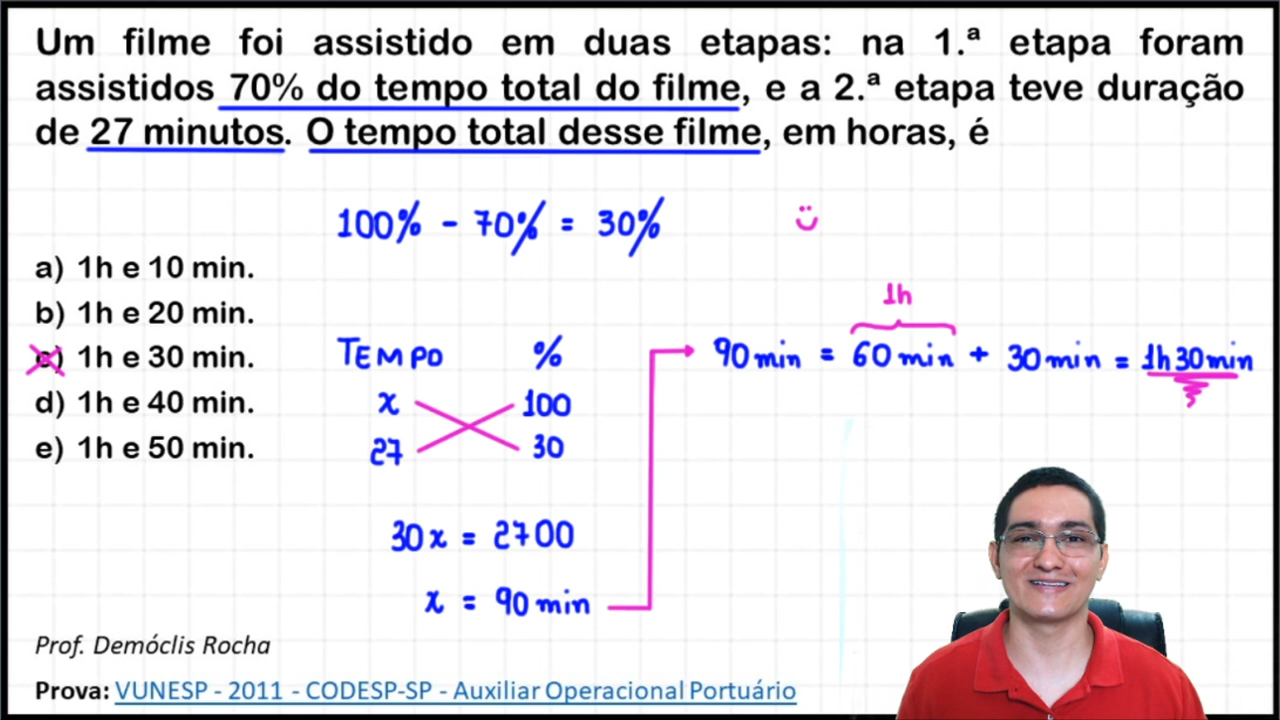 Um filme foi assistido em duas etapas: na 1.ª etapa foram
assistidos 70% do tempo total do filme, e a 2.ª etapa teve duração
de 27 minutos. O tempo total desse filme, em horas, é
100% - 70% = 30%
a) 1h e 10 min.
b) 1h e 20 min.
c) 1h e 30 min.
d) 1h e 40 min.
e) 1h e 50 min.
TEMPO %
x 100
27 30
30x = 2700
x = 90 min
1h
90 min = 60 min + 30 min = 1h 30 min
Prof. Demóclis Rocha
Prova: VUNESP - 2011 - CODESP-SP - Auxiliar Operacional Portuário